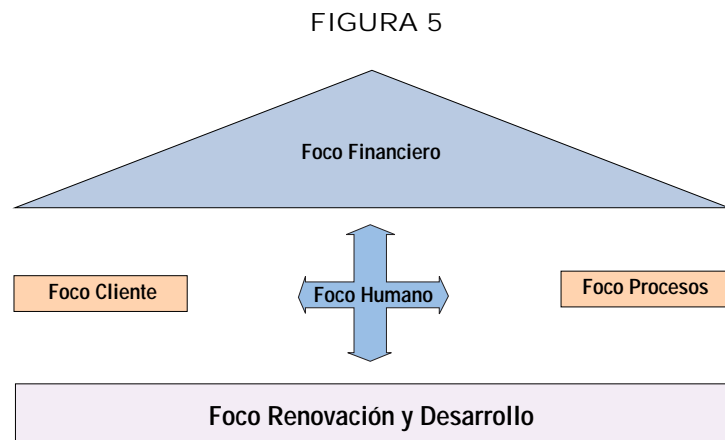 FIGURA 5
Foco Financiero
Foco Cliente
Foco Humano
Foco Procesos
Foco Renovación y Desarrollo